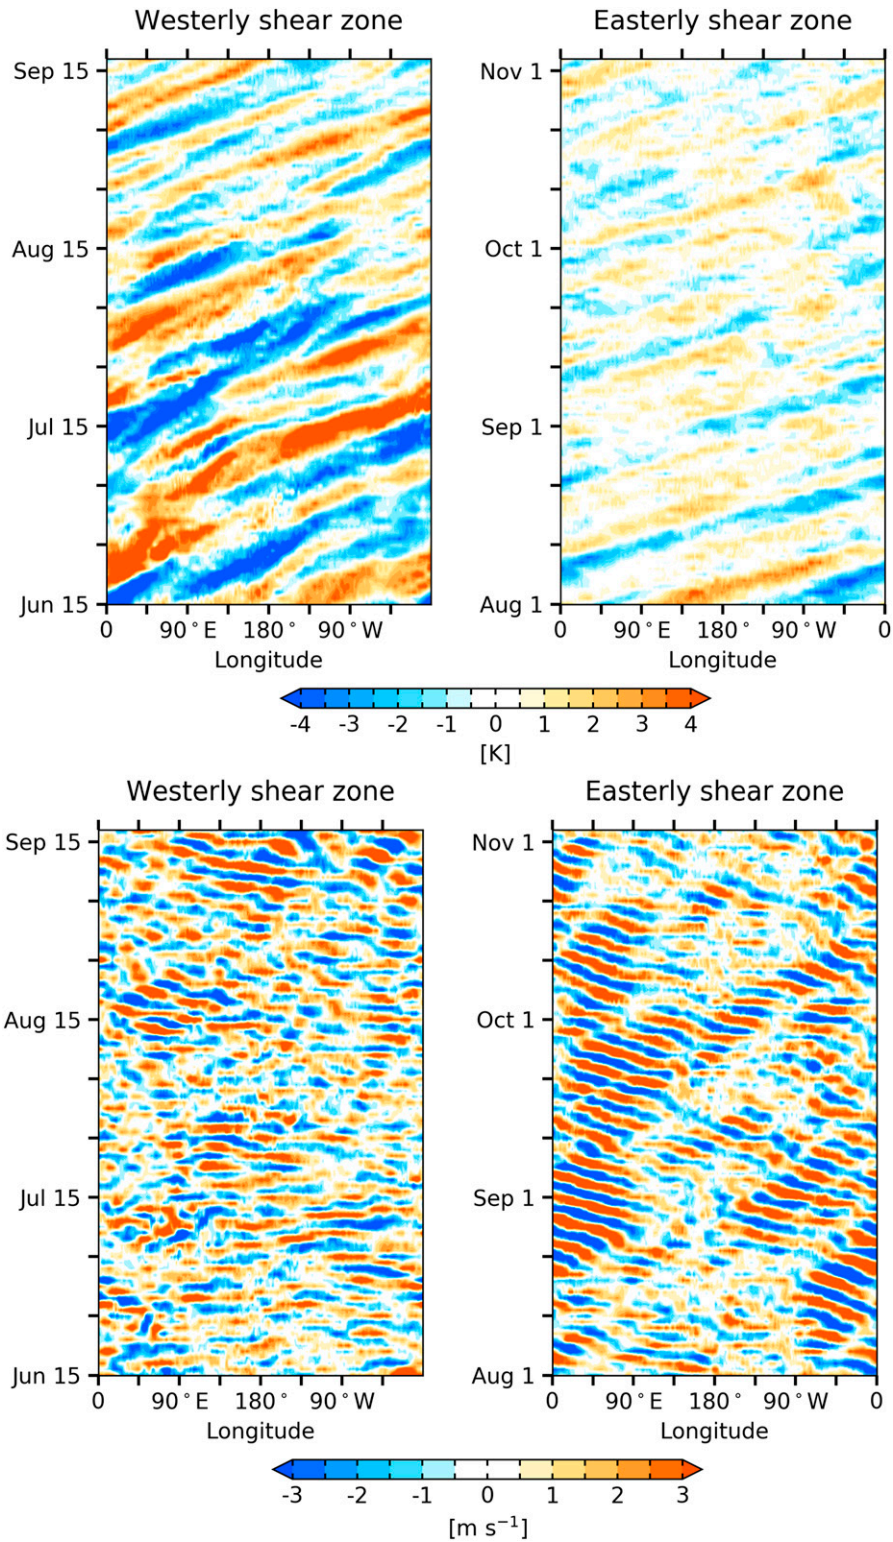 Westerly shear zone
Easterly shear zone
Sep 15
Aug 15
Jul 15
Jun 15
Nov 1
Oct 1
Sep 1
Aug 1
0 90°E 180° 90°W
0 90°E 180° 90°W 0
Longitude
Longitude
-4 -3 -2 -1 0 1 2 3 4
[K]
Westerly shear zone
Easterly shear zone
Sep 15
Aug 15
Jul 15
Jun 15
Nov 1
Oct 1
Sep 1
Aug 1
0 90°E 180° 90°W
0 90°E 180° 90°W 0
Longitude
Longitude
-3 -2 -1 0 1 2 3
[m s⁻¹]